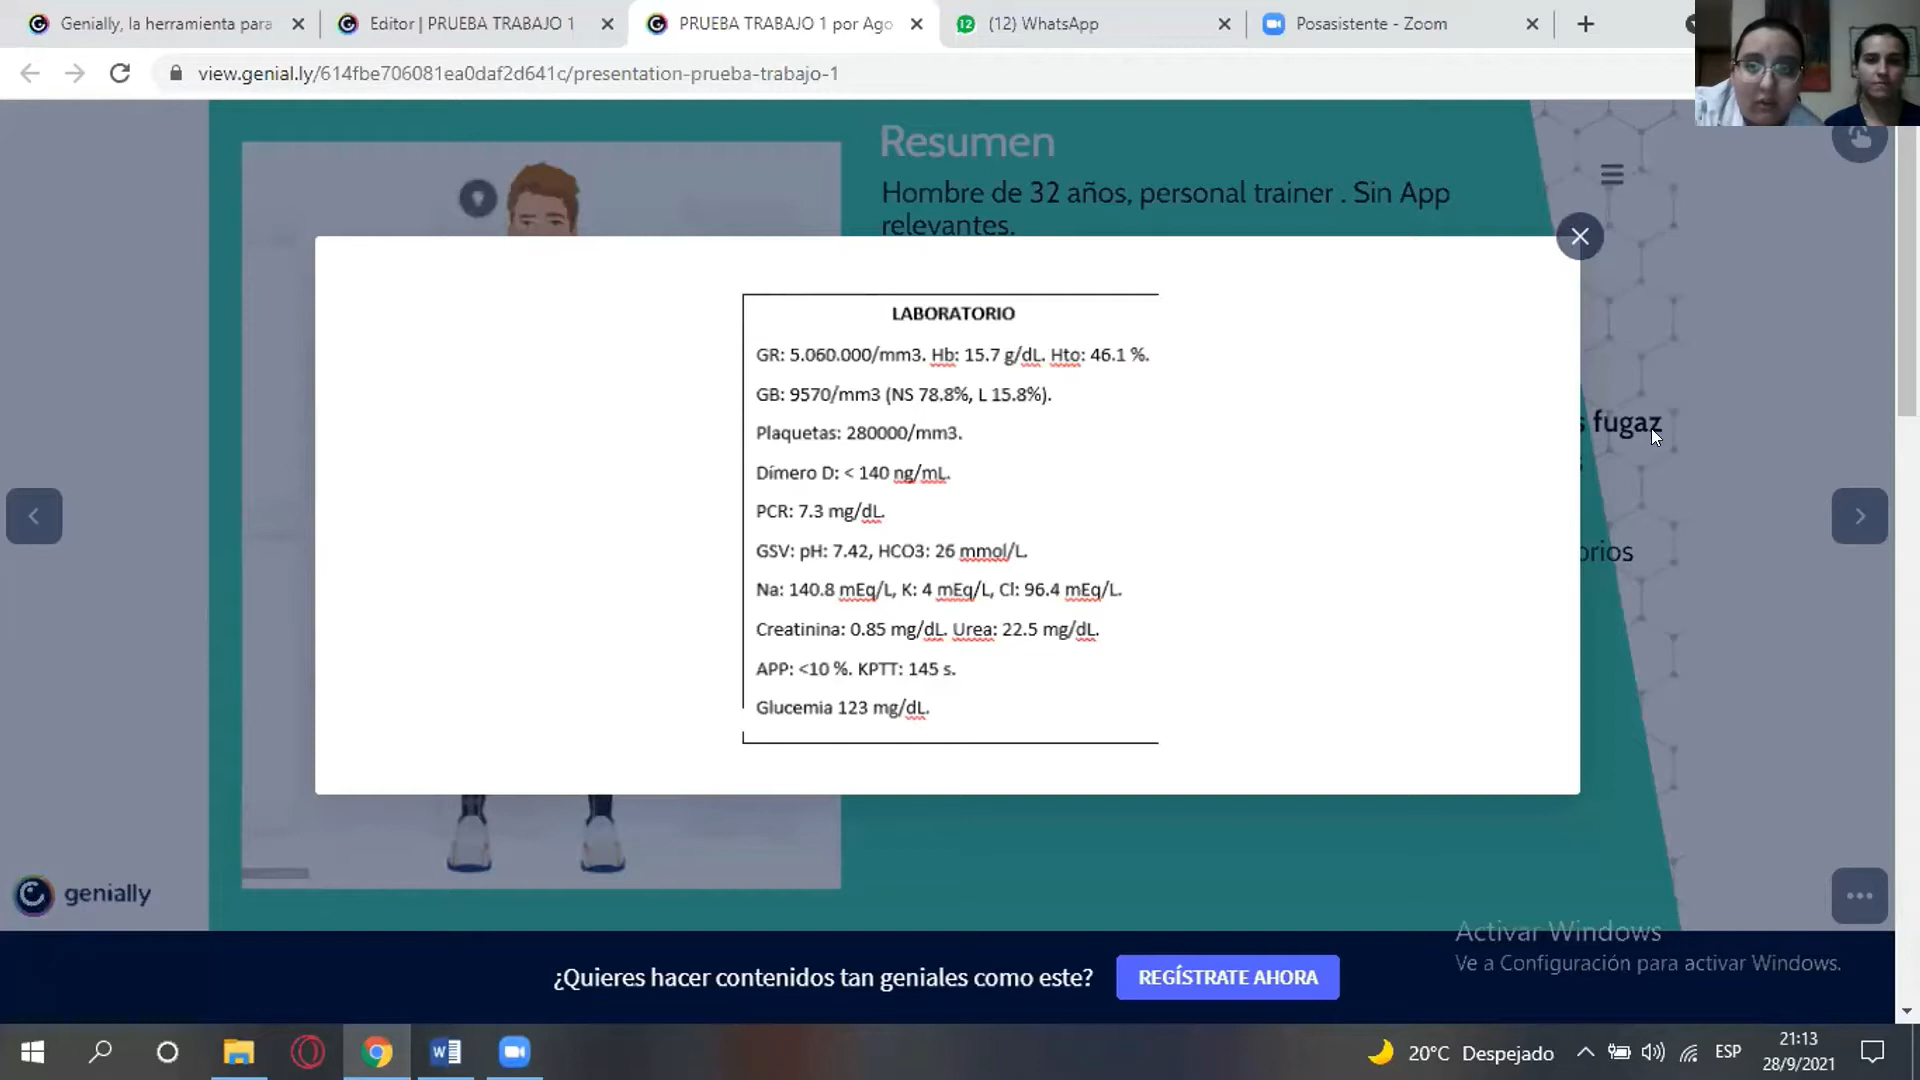 Genially, la herramienta para
Editor | PRUEBA TRABAJO 1
PRUEBA TRABAJO 1 por Ago
(12) WhatsApp
Posasistente - Zoom
view.genial.ly/614fbe706081ea0daf2d641c/presentation-prueba-trabajo-1
Resumen
Hombre de 32 años, personal trainer . Sin App
relevantes.
fugaz
LABORATORIO
GR: 5.060.000/mm3. Hb: 15.7 g/dL. Hto: 46.1 %.
GB: 9570/mm3 (NS 78.8%, L 15.8%).
Plaquetas: 280000/mm3.
Dímero D: < 140 ng/mL.
PCR: 7.3 mg/dL.
GSV: pH: 7.42, HCO3: 26 mmol/L.
Na: 140.8 mEq/L, K: 4 mEq/L, Cl: 96.4 mEq/L.
Creatinina: 0.85 mg/dL. Urea: 22.5 mg/dL.
APP: <10 %. KPTT: 145 s.
Glucemia 123 mg/dL.
genially
Activar Windows
Ve a Configuración para activar Windows.
¿Quieres hacer contenidos tan geniales como este?
REGÍSTRATE AHORA
20°C Despejado
ESP
21:13
28/9/2021